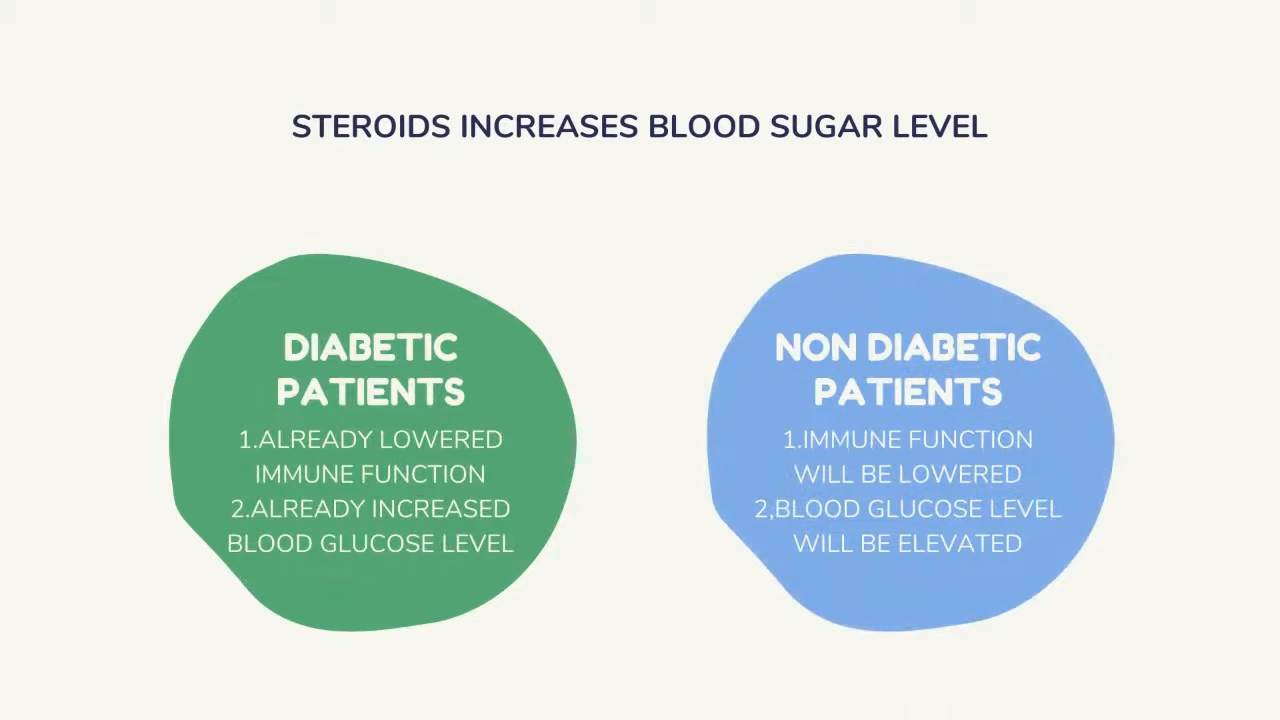 STEROIDS INCREASES BLOOD SUGAR LEVEL
DIABETIC
PATIENTS
1.ALREADY LOWERED
IMMUNE FUNCTION
2.ALREADY INCREASED
BLOOD GLUCOSE LEVEL
NON DIABETIC
PATIENTS
1.IMMUNE FUNCTION
WILL BE LOWERED
2,BLOOD GLUCOSE LEVEL
WILL BE ELEVATED